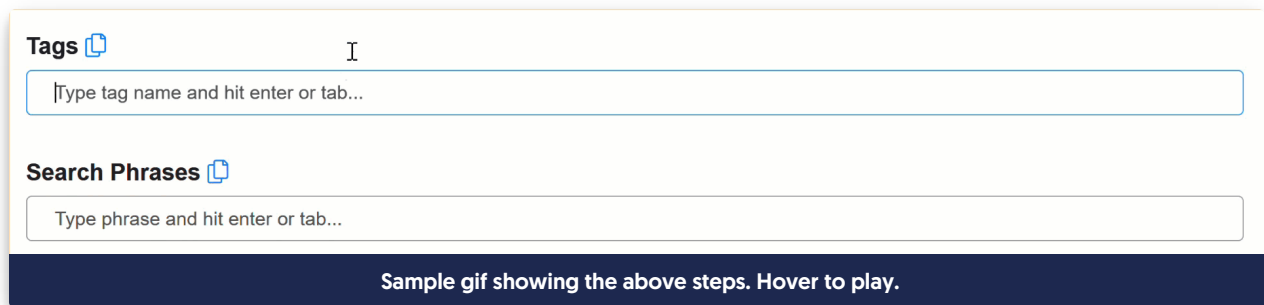 Tags
Type tag name and hit enter or tab...
Search Phrases
Type phrase and hit enter or tab...
Sample gif showing the above steps. Hover to play.